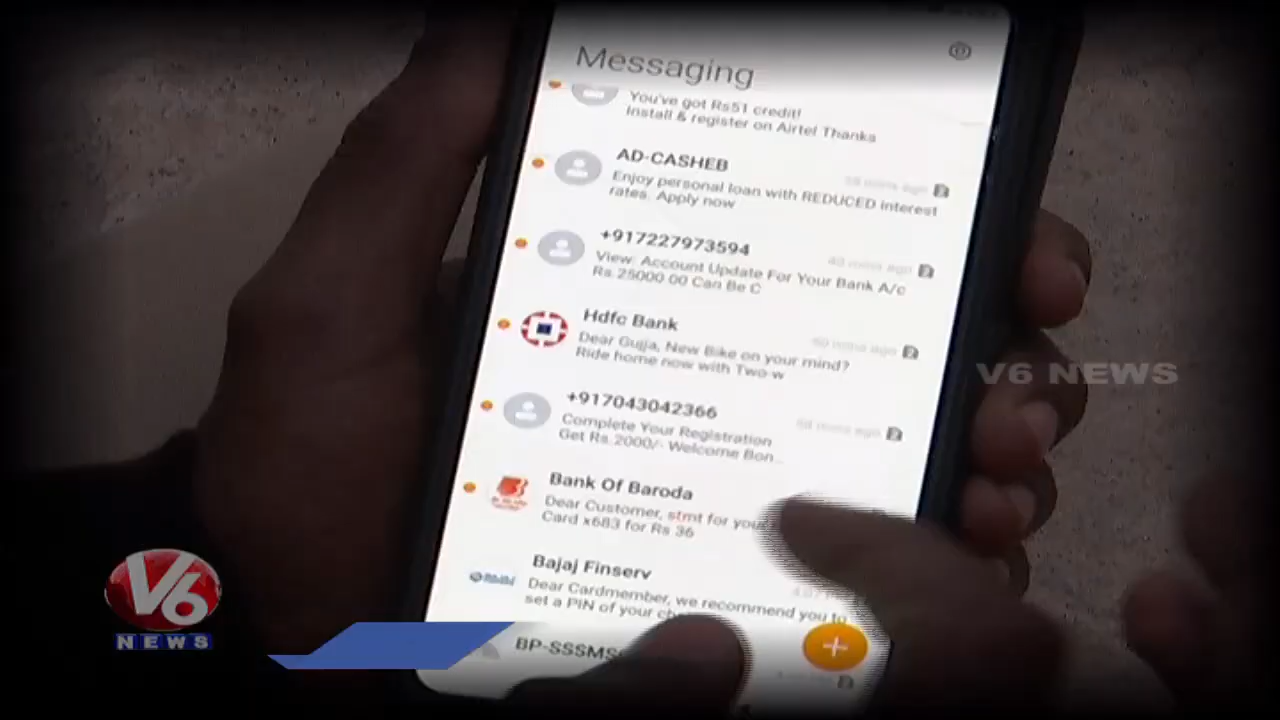 Messaging
You've got Rs51 credit!
Install & register on Airtel Thanks
AD-CASHEB
Enjoy personal loan with REDUCED interest
rates. Apply now
+917227973594
40 mins ago
View: Account Update For Your Bank A/c
Rs.25000.00 Can Be C
Hdfc Bank
Dear Gujja, New Bike on your mind?
Ride home now with Two-w
+917043042366
Complete Your Registration
Get Rs.2000/- Welcome Bon...
Bank Of Baroda
Dear Customer, stmt for your
Card x683 for Rs 36
Bajaj Finserv
Dear Cardmember, we recommend you to
set a PIN of your
BP-SSSMS
V6 NEWS
V6
NEWS